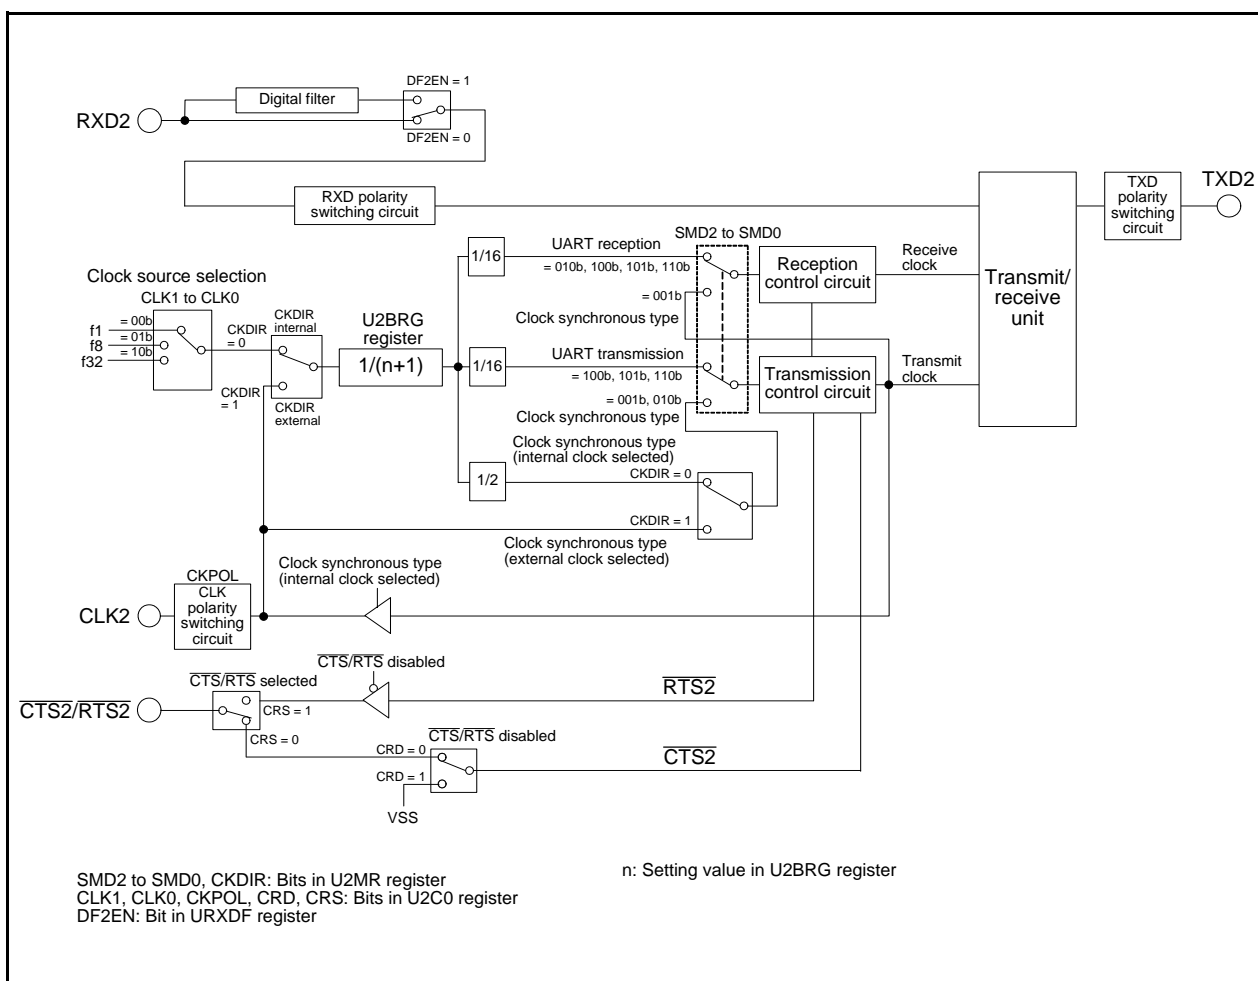 DF2EN = 1
Digital filter
RXD2
DF2EN = 0
RXD polarity
switching circuit
TXD
polarity
switching
circuit
TXD2
SMD2 to SMD0
1/16
UART reception
= 010b, 100b, 101b, 110b
= 001b
Clock synchronous type
Reception
control circuit
Receive
clock
Transmit/
receive
unit
Clock source selection
CLK1 to CLK0
f1
= 00b
f8
= 01b
f32
= 10b
CKDIR
= 0
CKDIR
internal
CKDIR
= 1
CKDIR
external
U2BRG
register
1/(n+1)
1/16
UART transmission
= 100b, 101b, 110b
= 001b, 010b
Clock synchronous type
Transmission
control circuit
Transmit
clock
Clock synchronous type
(internal clock selected)
1/2
CKDIR = 0
CKDIR = 1
Clock synchronous type
(external clock selected)
Clock synchronous type
(internal clock selected)
CKPOL
CLK
polarity
switching
circuit
CLK2
CTS/RTS disabled
CTS/RTS selected
CTS2/RTS2
CRS = 1
CRS = 0
RTS2
CTS/RTS disabled
CRD = 0
CRD = 1
CTS2
VSS
n: Setting value in U2BRG register
SMD2 to SMD0, CKDIR: Bits in U2MR register
CLK1, CLK0, CKPOL, CRD, CRS: Bits in U2C0 register
DF2EN: Bit in URXDF register